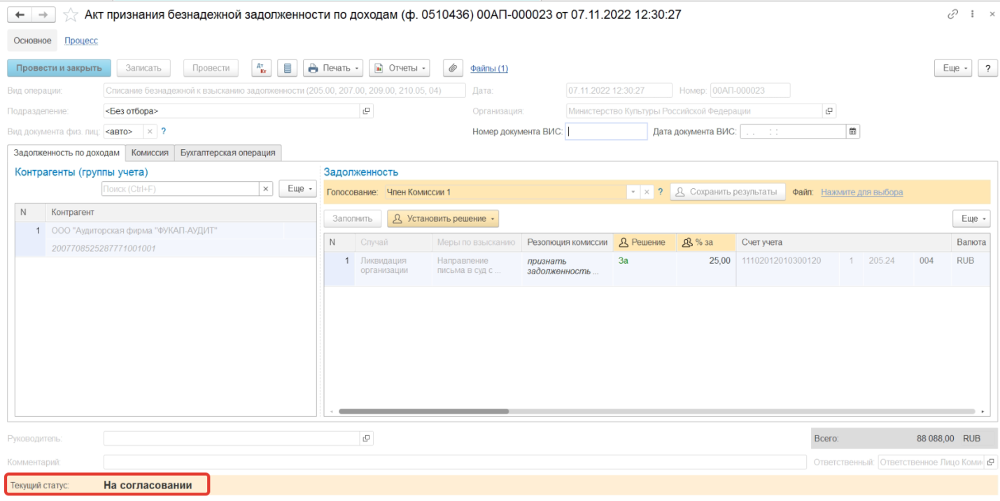 Акт признания безнадежной задолженности по доходам (ф. 0510436) 00АП-000023 от 07.11.2022 12:30:27
Основное Процесс
Провести и закрыть Записать Провести Дт Кт Печать Отчеты Файлы (1) Еще ?
Вид операции: Списание безнадежной к взысканию задолженности (205.00, 207.00, 209.00, 210.05, 04) Дата: 07.11.2022 12:30:27 Номер: 00АП-000023
Подразделение: <Без отбора> Организация: Министерство Культуры Российской Федерации
Вид документа физ. лиц: <авто> × ? Номер документа ВИС: Дата документа ВИС: . . : :
Задолженность по доходам Комиссия Бухгалтерская операция
Контрагенты (группы учета) Задолженность
Поиск (Ctrl+F) × Еще
Голосование: Член Комиссии 1 × ? Сохранить результаты Файл: Нажмите для выбора
Заполнить Установить решение Еще
N Контрагент
1 ООО "Аудиторская фирма "ФУКАП-АУДИТ"
2007708525287771001001
N Случай Меры по взысканию Резолюция комиссии Решение % за Счет учета Валюта
1 Ликвидация организации Направление письма в суд с ... признать задолженность ... За 25,00 11102012010300120 1 205.24 004 RUB
Руководитель: Всего: 88 088,00 RUB
Комментарий: Ответственный: Ответственное Лицо Коми
Текущий статус: На согласовании